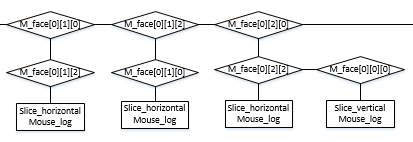 M_face[0][1][0] M_face[0][1][2] M_face[0][2][0]
M_face[0][1][2] M_face[0][1][0] M_face[0][2][2] M_face[0][0][0]
Slice_horizontal Slice_horizontal Slice_horizontal Slice_vertical
Mouse_log Mouse_log Mouse_log Mouse_log